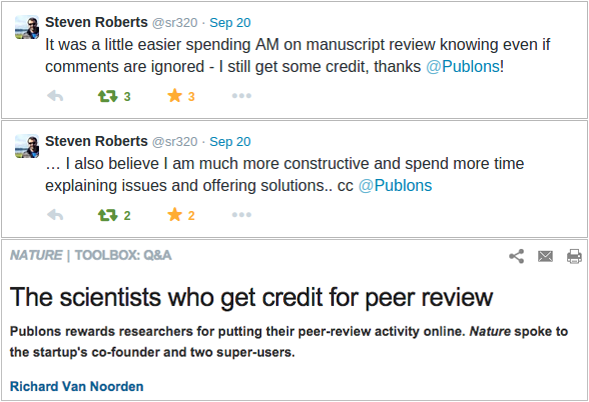 Steven Roberts @sr320 · Sep 20
It was a little easier spending AM on manuscript review knowing even if
comments are ignored - I still get some credit, thanks @Publons!
3 3
Steven Roberts @sr320 · Sep 20
… I also believe I am much more constructive and spend more time
explaining issues and offering solutions.. cc @Publons
2 2
NATURE | TOOLBOX: Q&A
The scientists who get credit for peer review
Publons rewards researchers for putting their peer-review activity online. Nature spoke to
the startup's co-founder and two super-users.
Richard Van Noorden